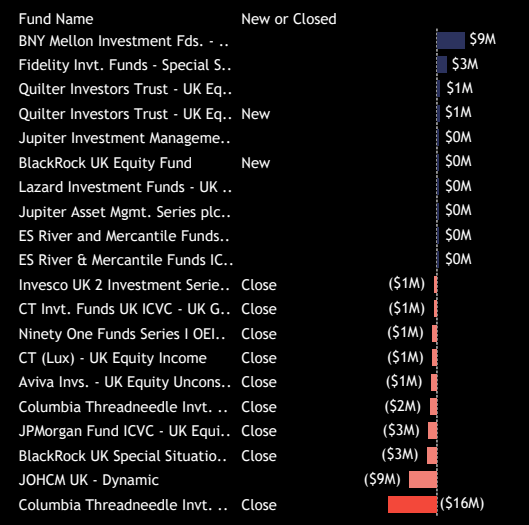 Fund Name New or Closed
BNY Mellon Investment Fds. - .. $9M
Fidelity Invt. Funds - Special S.. $3M
Quilter Investors Trust - UK Eq.. $1M
Quilter Investors Trust - UK Eq.. New $1M
Jupiter Investment Manageme.. $0M
BlackRock UK Equity Fund New $0M
Lazard Investment Funds - UK .. $0M
Jupiter Asset Mgmt. Series plc.. $0M
ES River and Mercantile Funds.. $0M
ES River & Mercantile Funds IC.. $0M
Invesco UK 2 Investment Serie.. Close ($1M)
CT Invt. Funds UK ICVC - UK G.. Close ($1M)
Ninety One Funds Series I OEI.. Close ($1M)
CT (Lux) - UK Equity Income Close ($1M)
Aviva Invs. - UK Equity Uncons.. Close ($1M)
Columbia Threadneedle Invt. .. Close ($2M)
JPMorgan Fund ICVC - UK Equi.. Close ($3M)
BlackRock UK Special Situatio.. Close ($3M)
JOHCM UK - Dynamic ($9M)
Columbia Threadneedle Invt. .. Close ($16M)